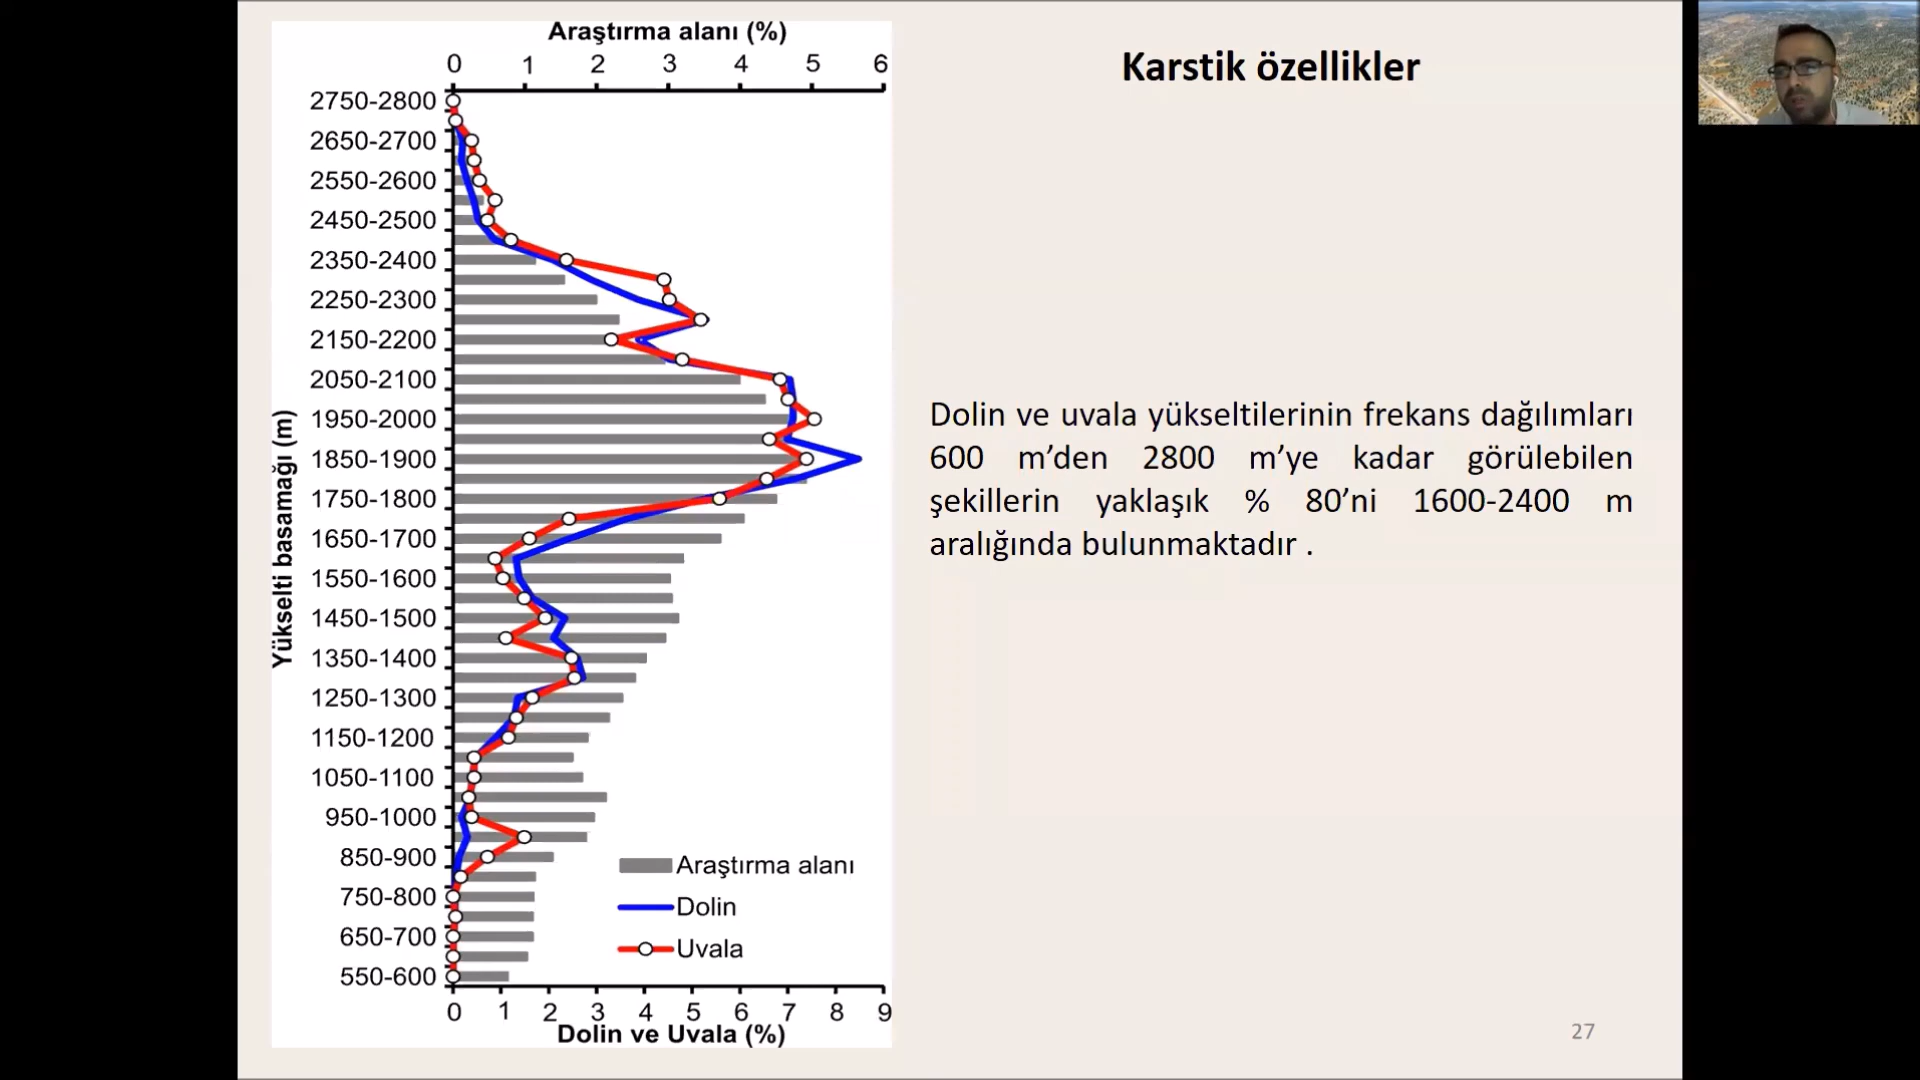 Araştırma alanı (%)
0 1 2 3 4 5 6
Karstik özellikler
2750-2800
2650-2700
2550-2600
2450-2500
2350-2400
2250-2300
2150-2200
2050-2100
1950-2000
1850-1900
1750-1800
1650-1700
1550-1600
1450-1500
1350-1400
1250-1300
1150-1200
1050-1100
950-1000
850-900
750-800
650-700
550-600
Yükselti basamağı (m)
Araştırma alanı
Dolin
Uvala
0 1 2 3 4 5 6 7 8 9
Dolin ve Uvala (%)
Dolin ve uvala yükseltilerinin frekans dağılımları
600 m’den 2800 m’ye kadar görülebilen
şekillerin yaklaşık % 80’ni 1600-2400 m
aralığında bulunmaktadır .
27